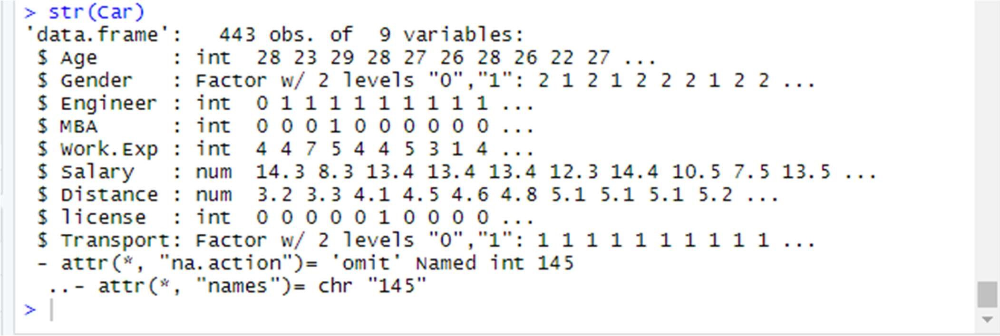 > str(Car)
'data.frame':   443 obs. of  9 variables:
 $ Age      : int  28 23 29 28 27 26 28 26 22 27 ...
 $ Gender   : Factor w/ 2 levels "0","1": 2 1 2 1 2 2 2 1 2 2 ...
 $ Engineer : int  0 1 1 1 1 1 1 1 1 1 ...
 $ MBA      : int  0 0 0 1 0 0 0 0 0 0 ...
 $ Work.Exp : int  4 4 7 5 4 4 5 3 1 4 ...
 $ Salary   : num  14.3 8.3 13.4 13.4 13.4 12.3 14.4 10.5 7.5 13.5 ...
 $ Distance : num  3.2 3.3 4.1 4.5 4.6 4.8 5.1 5.1 5.1 5.2 ...
 $ license  : int  0 0 0 0 0 1 0 0 0 0 ...
 $ Transport: Factor w/ 2 levels "0","1": 1 1 1 1 1 1 1 1 1 1 ...
 - attr(*, "na.action")= 'omit' Named int 145
  ..- attr(*, "names")= chr "145"
>